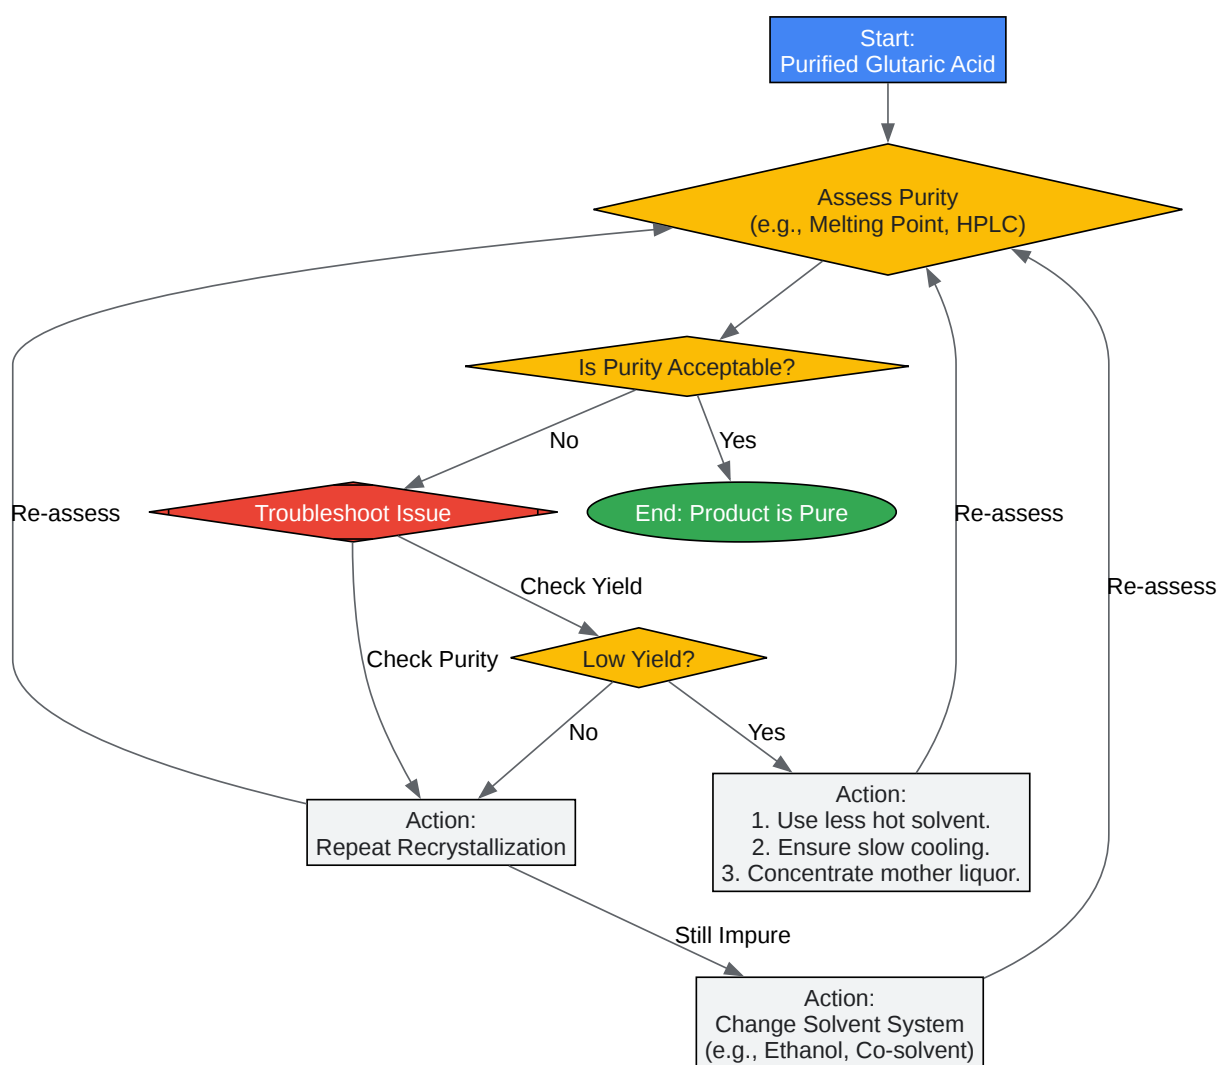 Start:
Purified Glutaric Acid
Assess Purity
(e.g., Melting Point, HPLC)
Is Purity Acceptable?
No
Yes
Re-assess
Troubleshoot Issue
End: Product is Pure
Re-assess
Re-assess
Check Yield
Check Purity
Low Yield?
No
Yes
Action:
Repeat Recrystallization
Action:
1. Use less hot solvent.
2. Ensure slow cooling.
3. Concentrate mother liquor.
Still Impure
Action:
Change Solvent System
(e.g., Ethanol, Co-solvent)